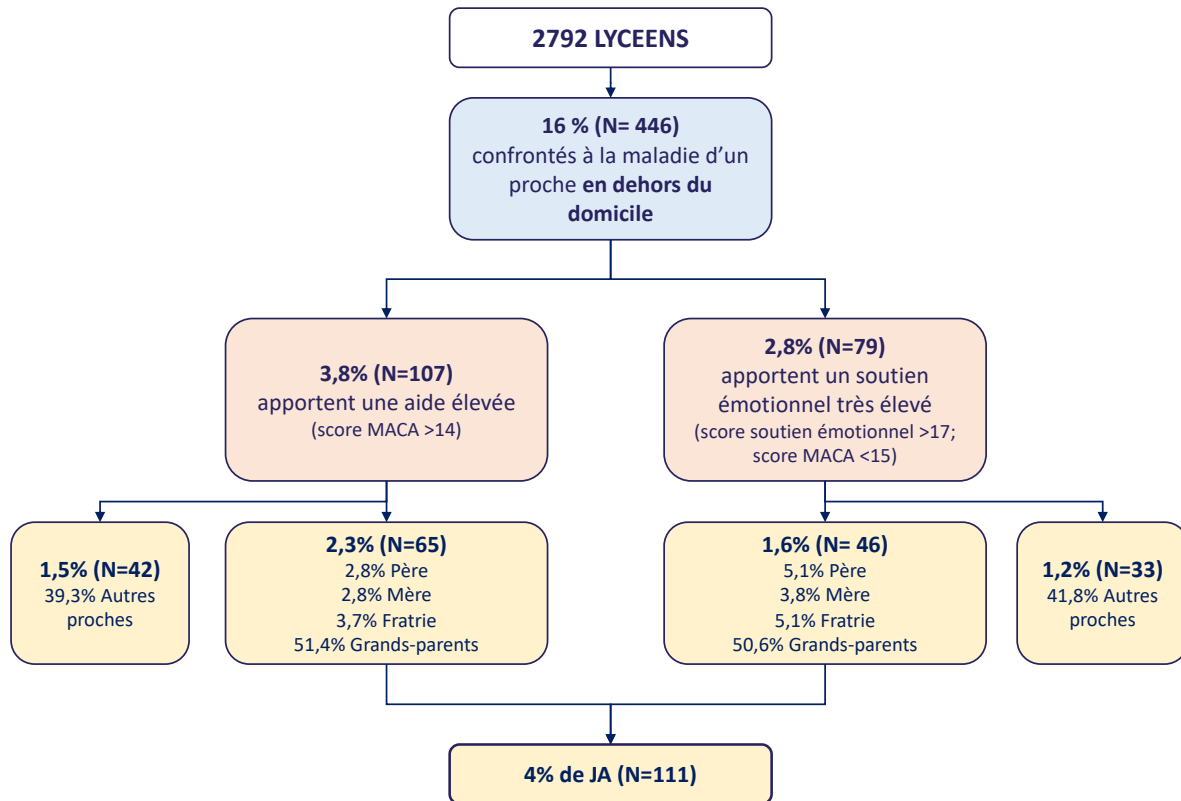 2792 LYCEENS
16 % (N= 446)
confrontés à la maladie d’un
proche en dehors du
domicile
3,8% (N=107)
apportent une aide élevée
(score MACA >14)
2,8% (N=79)
apportent un soutien
émotionnel très élevé
(score soutien émotionnel >17;
score MACA <15)
1,5% (N=42)
39,3% Autres
proches
2,3% (N=65)
2,8% Père
2,8% Mère
3,7% Fratrie
51,4% Grands-parents
1,6% (N= 46)
5,1% Père
3,8% Mère
5,1% Fratrie
50,6% Grands-parents
1,2% (N=33)
41,8% Autres
proches
4% de JA (N=111)